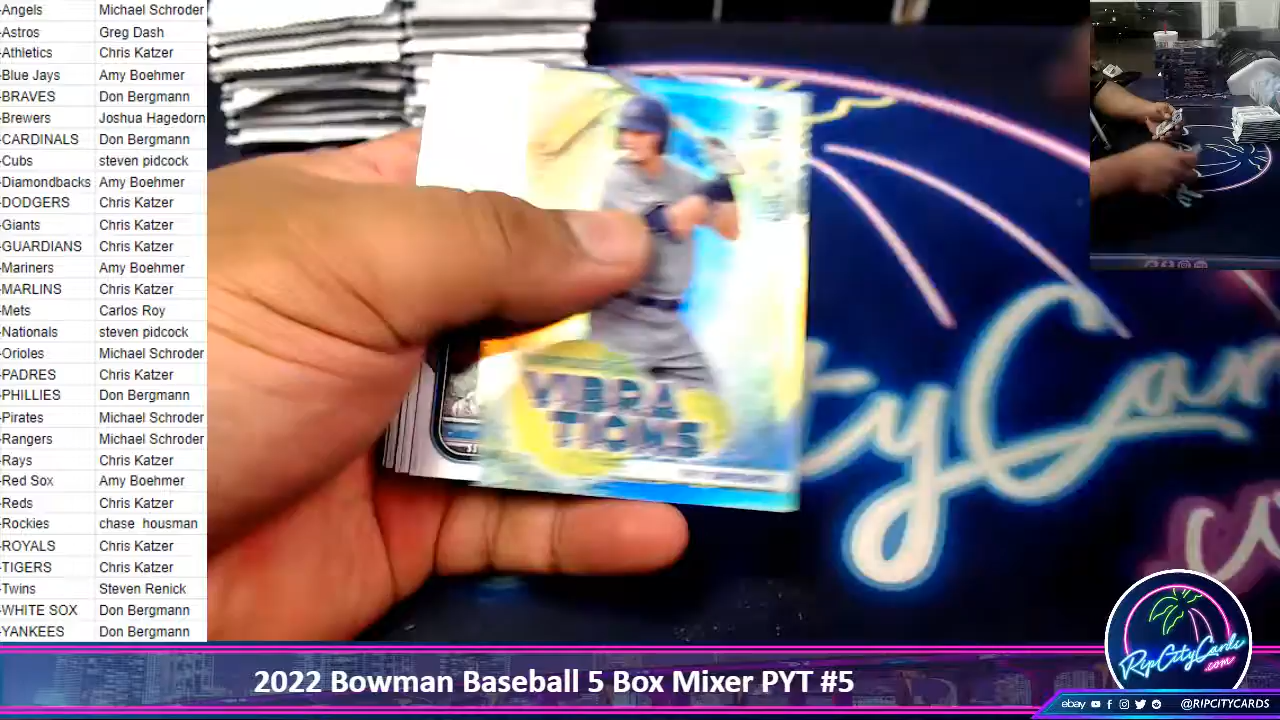 -Angels Michael Schroder
-Astros Greg Dash
-Athletics Chris Katzer
-Blue Jays Amy Boehmer
-BRAVES Don Bergmann
-Brewers Joshua Hagedorn
-CARDINALS Don Bergmann
-Cubs steven pidcock
-Diamondbacks Amy Boehmer
-DODGERS Chris Katzer
-Giants Chris Katzer
-GUARDIANS Chris Katzer
-Mariners Amy Boehmer
-MARLINS Chris Katzer
-Mets Carlos Roy
-Nationals steven pidcock
-Orioles Michael Schroder
-PADRES Chris Katzer
-PHILLIES Don Bergmann
-Pirates Michael Schroder
-Rangers Michael Schroder
-Rays Chris Katzer
-Red Sox Amy Boehmer
-Reds Chris Katzer
-Rockies chase housman
-ROYALS Chris Katzer
-TIGERS Chris Katzer
-Twins Steven Renick
-WHITE SOX Don Bergmann
-YANKEES Don Bergmann
VIBRA
TIONS
tyCar
RipCityCards
.com
2022 Bowman Baseball 5 Box Mixer PYT #5
ebay @RIPCITYCARDS